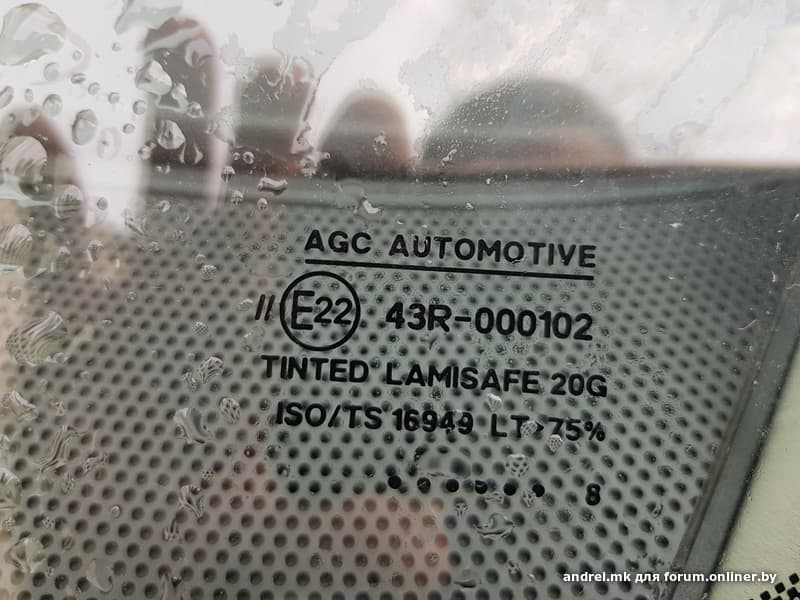 AGC AUTOMOTIVE
// E22 43R-000102
TINTED LAMISAFE 20G
ISO/TS 16949 LT>75%
...... 8
andrel.mk для forum.onliner.by